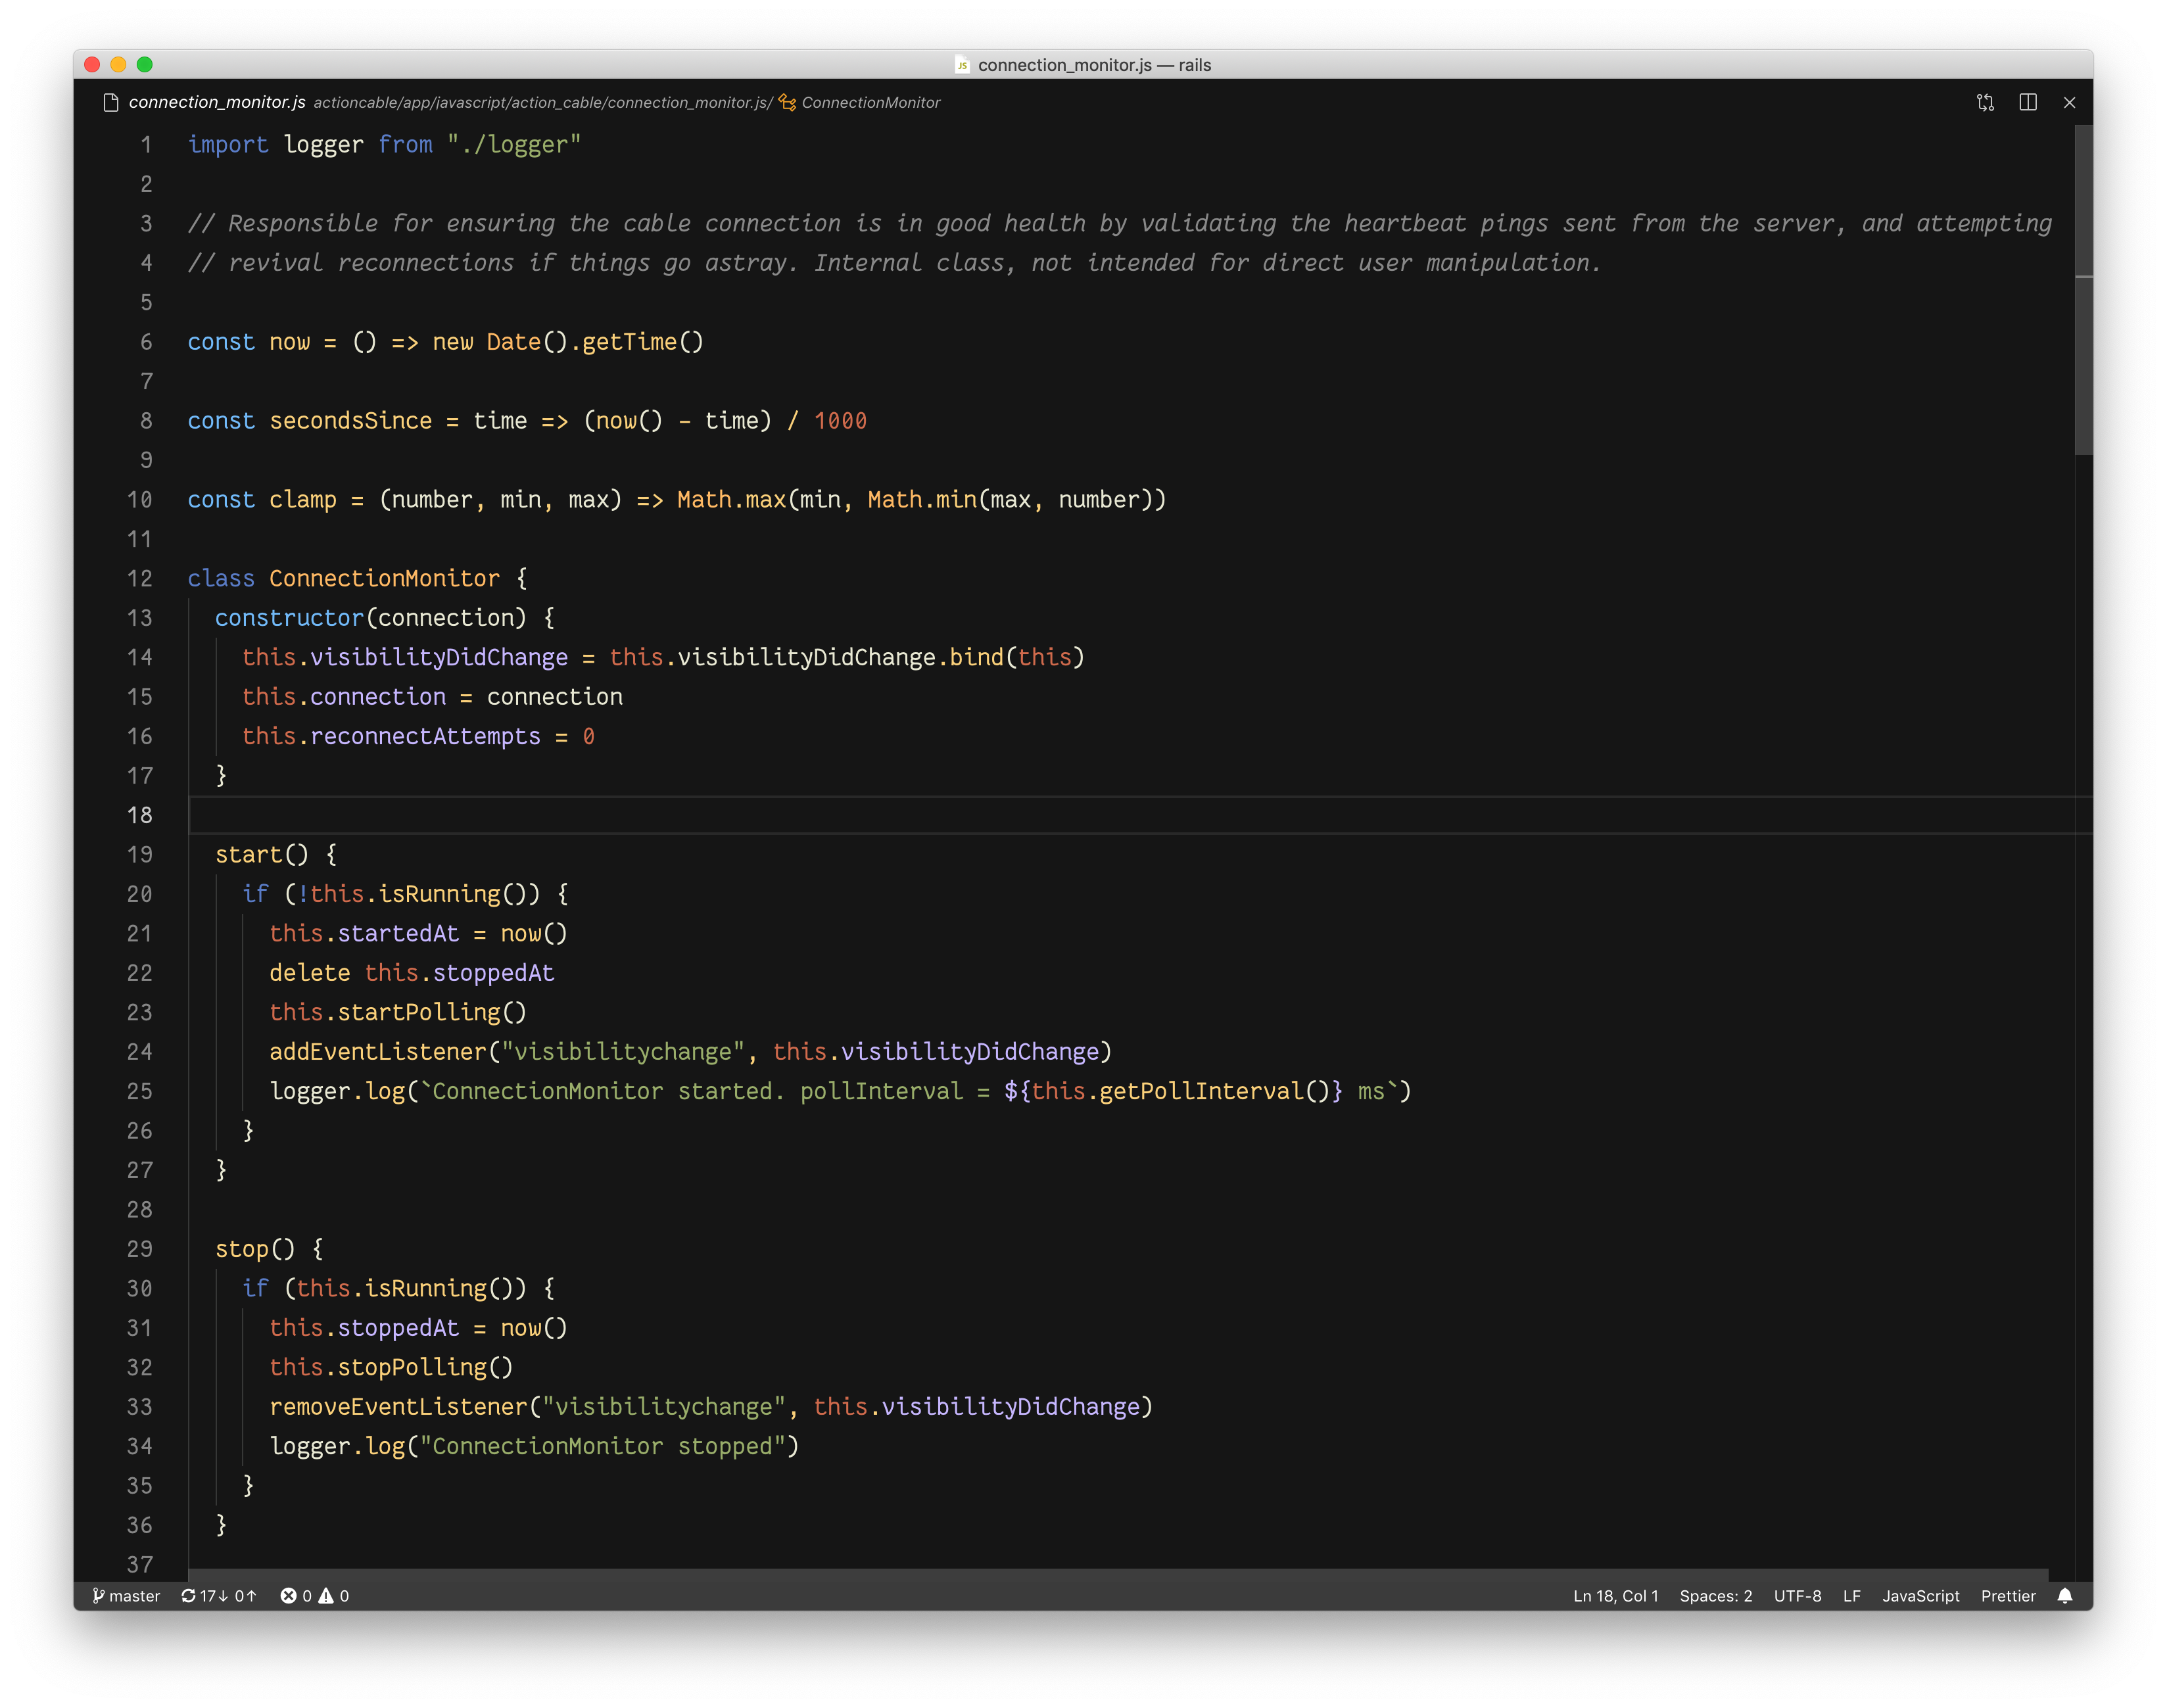 connection_monitor.js — rails
connection_monitor.js actioncable/app/javascript/action_cable/connection_monitor.js/ ConnectionMonitor
1 import logger from "./logger"
2
3 // Responsible for ensuring the cable connection is in good health by validating the heartbeat pings sent from the server, and attempting
4 // revival reconnections if things go astray. Internal class, not intended for direct user manipulation.
5
6 const now = () => new Date().getTime()
7
8 const secondsSince = time => (now() - time) / 1000
9
10 const clamp = (number, min, max) => Math.max(min, Math.min(max, number))
11
12 class ConnectionMonitor {
13   constructor(connection) {
14     this.visibilityDidChange = this.visibilityDidChange.bind(this)
15     this.connection = connection
16     this.reconnectAttempts = 0
17   }
18
19   start() {
20     if (!this.isRunning()) {
21       this.startedAt = now()
22       delete this.stoppedAt
23       this.startPolling()
24       addEventListener("visibilitychange", this.visibilityDidChange)
25       logger.log(`ConnectionMonitor started. pollInterval = ${this.getPollInterval()} ms`)
26     }
27   }
28
29   stop() {
30     if (this.isRunning()) {
31       this.stoppedAt = now()
32       this.stopPolling()
33       removeEventListener("visibilitychange", this.visibilityDidChange)
34       logger.log("ConnectionMonitor stopped")
35     }
36   }
37
master 17↓ 0↑ 0 0 Ln 18, Col 1 Spaces: 2 UTF-8 LF JavaScript Prettier